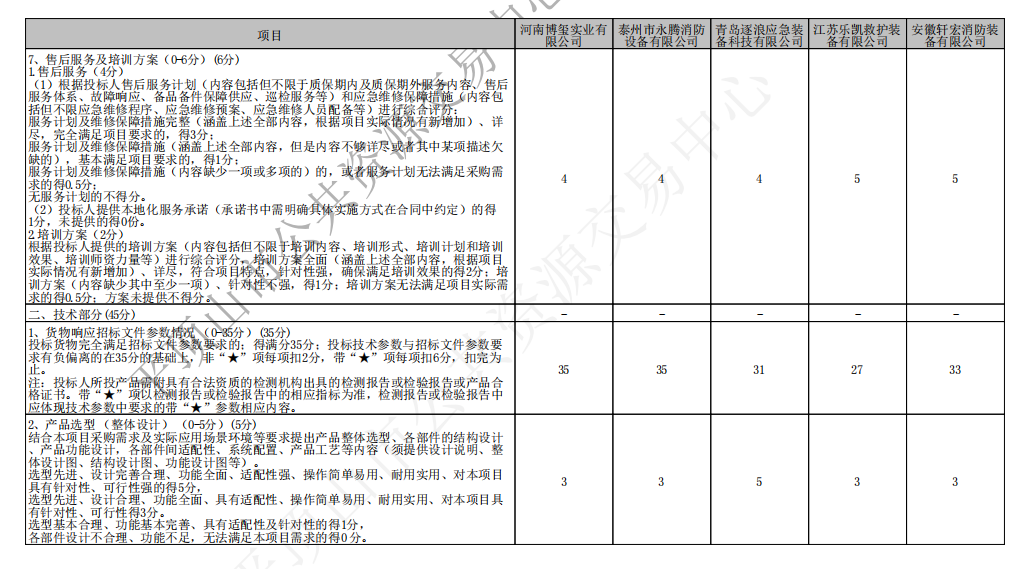 项目
河南博玺实业有
限公司
泰州市永腾消防
设备有限公司
青岛逐浪应急装
备科技有限公司
江苏乐凯救护装
备有限公司
安徽轩宏消防装
备有限公司
7、售后服务及培训方案（0-6分）(6分)
1.售后服务（4分）
（1）根据投标人售后服务计划（内容包括但不限于质保期内及质保期外服务内容、售后
服务体系、故障响应、备品备件保障供应、巡检服务等）和应急维修保障措施（内容包
括但不限应急维修程序、应急维修预案、应急维修人员配备等）进行综合评分。
服务计划及维修保障措施完整（涵盖上述全部内容，根据项目实际情况有新增加）、详
尽，完全满足项目要求的，得3分；
服务计划及维修保障措施（涵盖上述全部内容，但是内容不够详尽或者其中某项描述欠
缺的），基本满足项目要求的，得1分；
服务计划及维修保障措施（内容缺少一项或多项的）的，或者服务计划无法满足采购需
求的得0.5分；
无服务计划的不得分。
（2）投标人提供本地化服务承诺（承诺书中需明确具体实施方式在合同中约定）的得
1分，未提供的得0份。
2.培训方案（2分）
根据投标人提供的培训方案（内容包括但不限于培训内容、培训形式、培训计划和培训
效果、培训师资力量等）进行综合评分，培训方案全面（涵盖上述全部内容，根据项目
实际情况有新增加）、详尽，符合项目特点，针对性强，确保满足培训效果的得2分；培
训方案（内容缺少其中至少一项）、针对性不强，得1分；培训方案无法满足项目实际需
求的得0.5分；方案未提供不得分。
4 4 4 5 5
二、技术部分(45分) – – – – –
1、货物响应招标文件参数情况（0-35分）(35分)
投标货物完全满足招标文件参数要求的；得满分35分；投标技术参数与招标文件参数要
求有负偏离的在35分的基础上，非“★”项每项扣2分，带“★”项每项扣6分，扣完为
止。
注：投标人所投产品需附具有合法资质的检测机构出具的检测报告或检验报告或产品合
格证书。带“★”项以检测报告或检验报告中的相应指标为准，检测报告或检验报告中
应体现技术参数中要求的带“★”参数相应内容。
35 35 31 27 33
2、产品选型（整体设计）（0-5分）(5分)
结合本项目采购需求及实际应用场景环境等要求提出产品整体选型、各部件的结构设计
、产品功能设计，各部件间适配性、系统配置、产品工艺等内容（须提供设计说明、整
体设计图、结构设计图、功能设计图等）。
选型先进、设计完善合理、功能全面、适配性强、操作简单易用、耐用实用、对本项目
具有针对性、可行性强的得5分，
选型先进、设计合理、功能全面、具有适配性、操作简单易用、耐用实用、对本项目具
有针对性、可行性得3分。
选型基本合理、功能基本完善、具有适配性及针对性的得1分，
各部件设计不合理、功能不足，无法满足本项目需求的得0分。
3 3 5 3 3
平顶山市公共资源交易中心